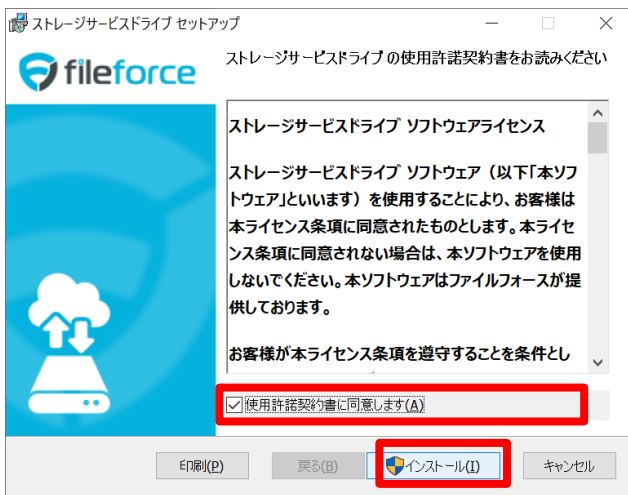 ストレージサービスドライブ セットアップ
fileforce
ストレージサービスドライブ の使用許諾契約書をお読みください
ストレージサービスドライブ ソフトウェアライセンス
ストレージサービスドライブ ソフトウェア（以下「本ソフ
トウェア」といいます）を使用することにより、お客様は
本ライセンス条項に同意されたものとします。本ライセ
ンス条項に同意されない場合は、本ソフトウェアを使用
しないでください。本ソフトウェアはファイルフォースが提
供しております。
お客様が本ライセンス条項を遵守することを条件とし
使用許諾契約書に同意します(A)
印刷(P)
戻る(B)
インストール(I)
キャンセル